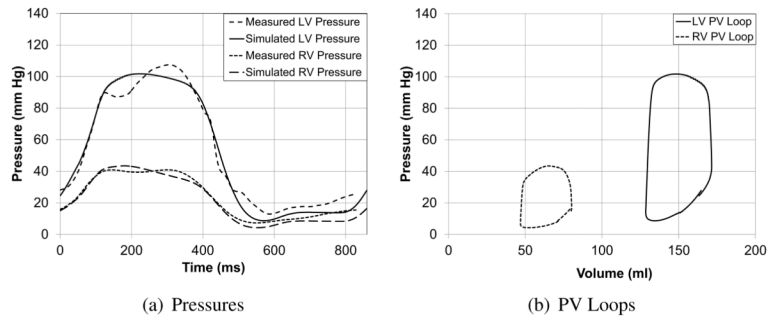 140
120
100
80
60
40
20
0
Pressure (mm Hg)
0
200
400
600
800
Time (ms)
Measured LV Pressure
Simulated LV Pressure
Measured RV Pressure
Simulated RV Pressure
(a) Pressures
140
120
100
80
60
40
20
0
Pressure (mm Hg)
0
50
100
150
200
Volume (ml)
LV PV Loop
RV PV Loop
(b) PV Loops